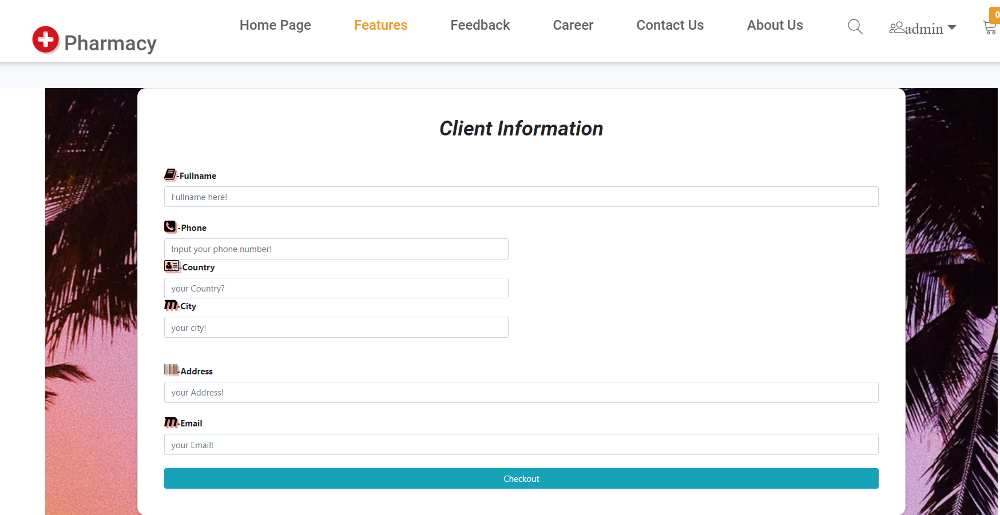 Pharmacy
Home Page
Features
Feedback
Career
Contact Us
About Us
admin
0
Client Information
-Fullname
Fullname here!
-Phone
Input your phone number!
-Country
your Country?
-City
your city!
-Address
your Address!
-Email
your Email!
Checkout